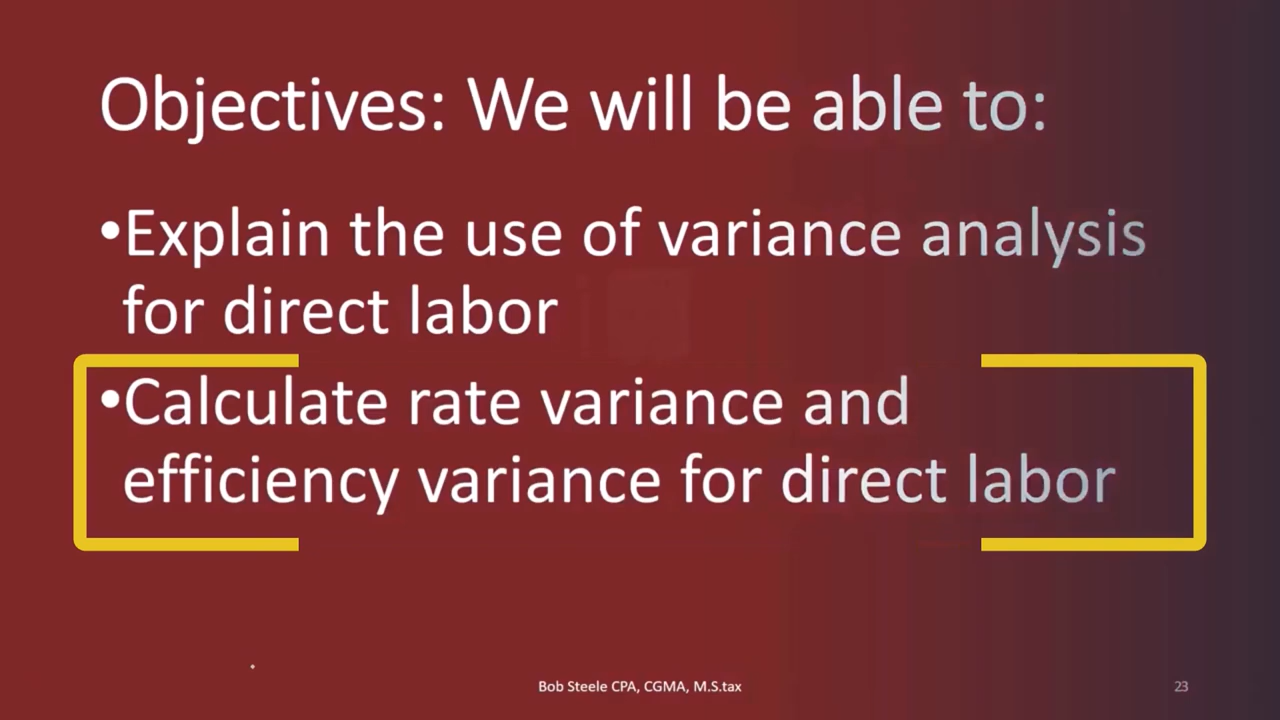 Objectives: We will be able to:
•Explain the use of variance analysis
for direct labor
•Calculate rate variance and
efficiency variance for direct labor
Bob Steele CPA, CGMA, M.S.tax
23